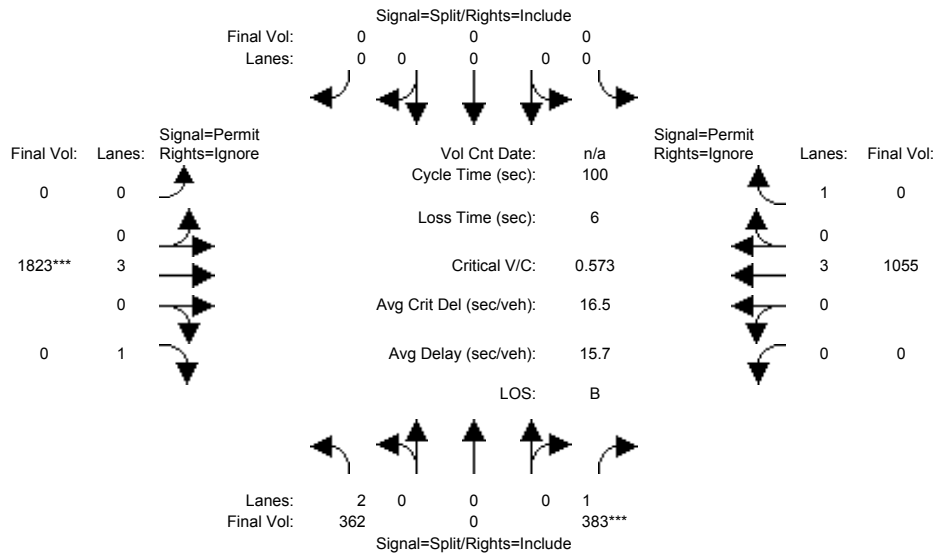 Signal=Split/Rights=Include
Final Vol: 0 0 0
Lanes: 0 0 0 0 0
Signal=Permit Signal=Permit
Final Vol: Lanes: Rights=Ignore Vol Cnt Date: n/a Rights=Ignore Lanes: Final Vol:
Cycle Time (sec): 100
0 0 1 0
Loss Time (sec): 6
0 0
1823*** 3 Critical V/C: 0.573 3 1055
0 Avg Crit Del (sec/veh): 16.5 0
0 1 Avg Delay (sec/veh): 15.7 0 0
LOS: B
Lanes: 2 0 0 0 1
Final Vol: 362 0 383***
Signal=Split/Rights=Include